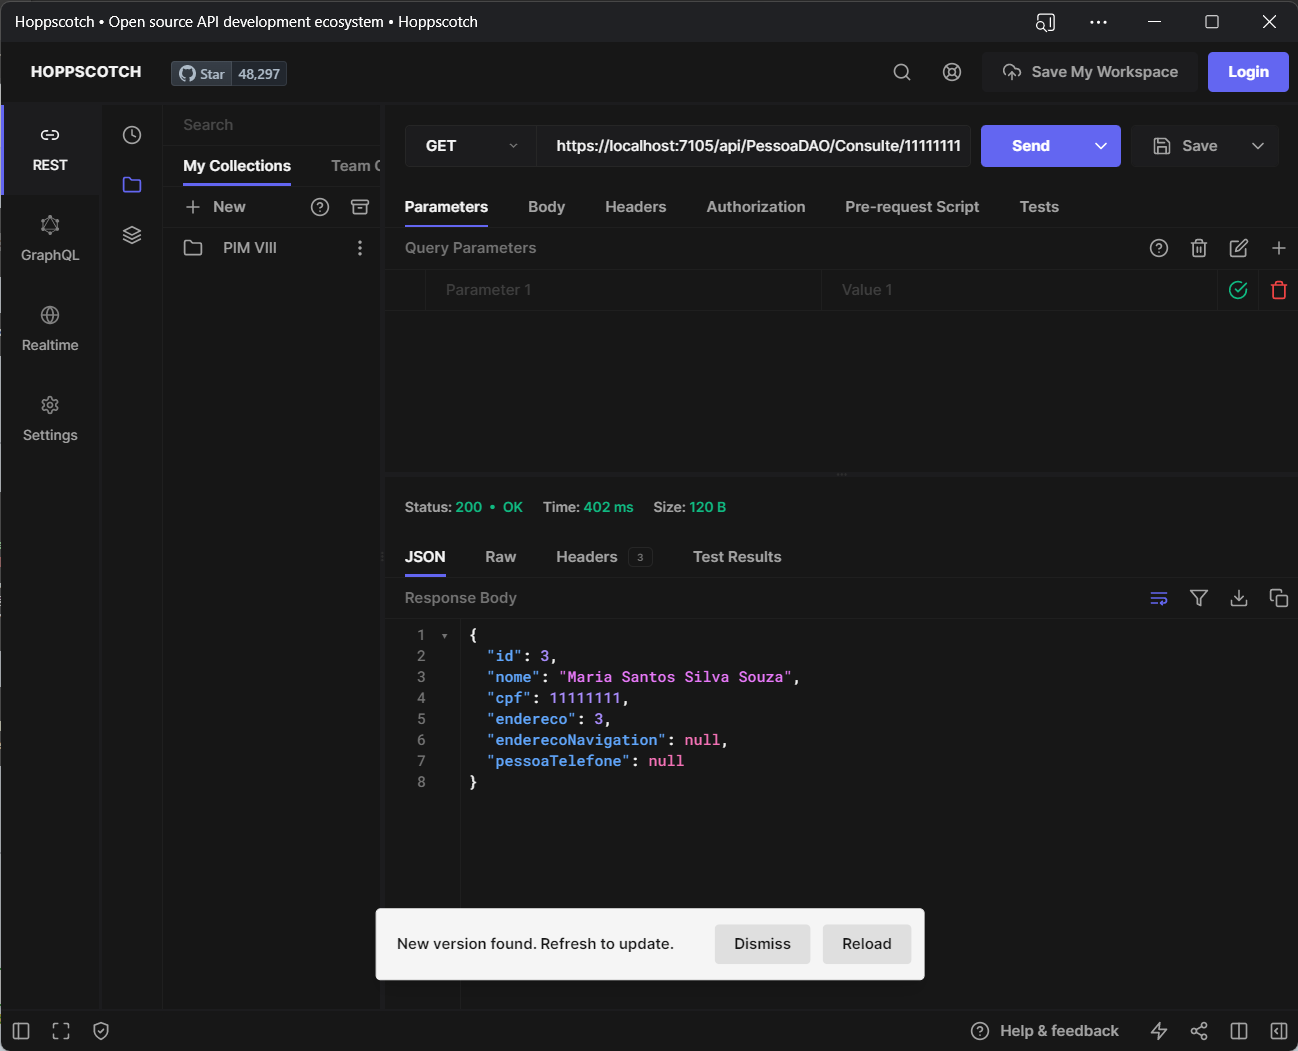 Hoppscotch • Open source API development ecosystem • Hoppscotch
HOPPSCOTCH
Star 48,297
Save My Workspace
Login
REST
GraphQL
Realtime
Settings
Search
My Collections Team C
New
PIM VIII
GET https://localhost:7105/api/PessoaDAO/Consulte/11111111 Send Save
Parameters Body Headers Authorization Pre-request Script Tests
Query Parameters
Parameter 1 Value 1
Status: 200 • OK Time: 402 ms Size: 120 B
JSON Raw Headers 3 Test Results
Response Body
1 {
2 "id": 3,
3 "nome": "Maria Santos Silva Souza",
4 "cpf": 11111111,
5 "endereco": 3,
6 "enderecoNavigation": null,
7 "pessoaTelefone": null
8 }
New version found. Refresh to update. Dismiss Reload
Help & feedback